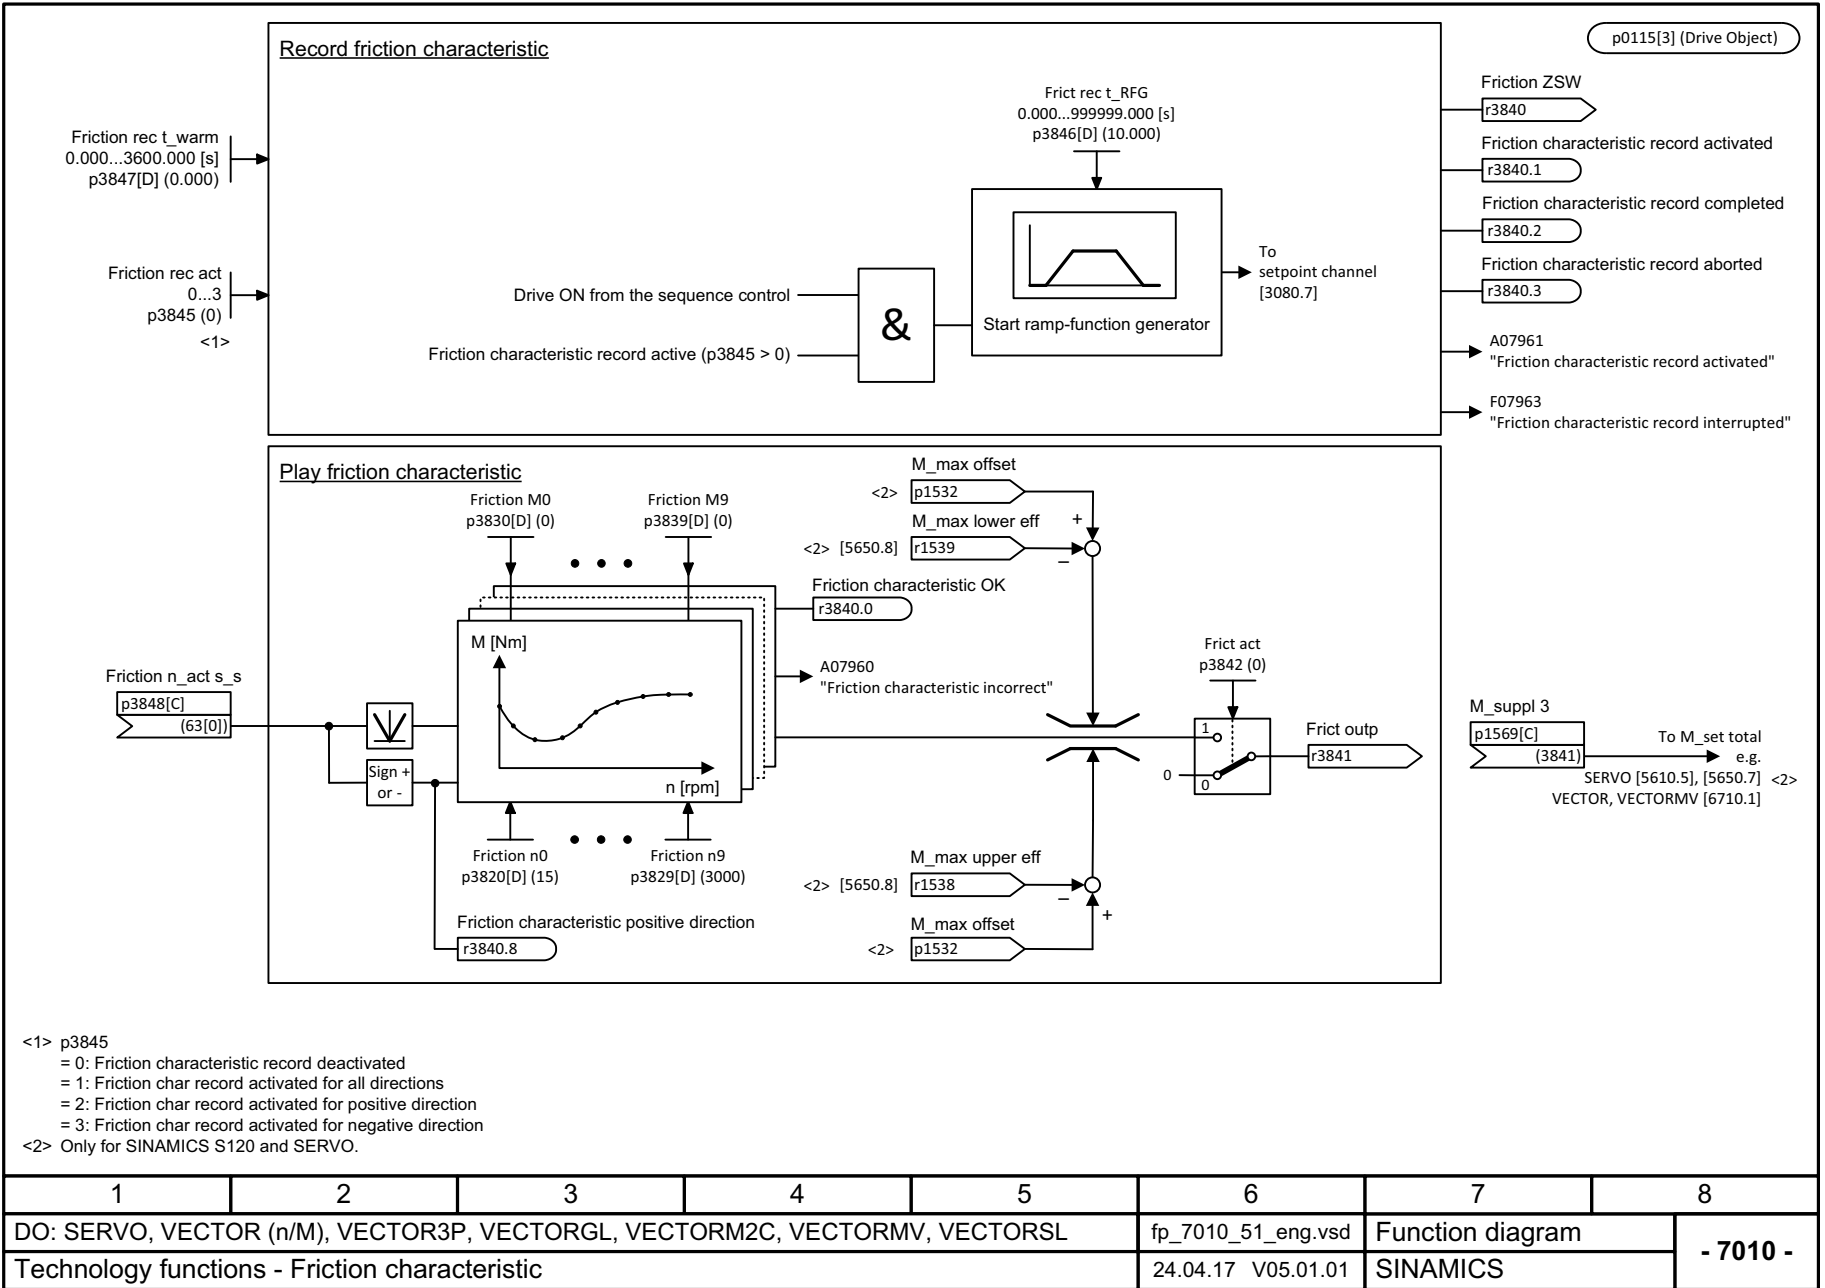 Record friction characteristic
p0115[3] (Drive Object)
Friction rec t_warm
0.000...3600.000 [s]
p3847[D] (0.000)
Friction rec act
0...3
p3845 (0)
<1>
Frict rec t_RFG
0.000...999999.000 [s]
p3846[D] (10.000)
Drive ON from the sequence control
Friction characteristic record active (p3845 > 0)
&
Start ramp-function generator
To
setpoint channel
[3080.7]
Friction ZSW
r3840
Friction characteristic record activated
r3840.1
Friction characteristic record completed
r3840.2
Friction characteristic record aborted
r3840.3
A07961
"Friction characteristic record activated"
F07963
"Friction characteristic record interrupted"
Play friction characteristic
Friction M0
p3830[D] (0)
Friction M9
p3839[D] (0)
M_max offset
<2> p1532
+
M_max lower eff
<2> [5650.8] r1539
–
Friction characteristic OK
r3840.0
A07960
"Friction characteristic incorrect"
M [Nm]
n [rpm]
Friction n_act s_s
p3848[C]
(63[0])
Sign +
or -
Friction n0
p3820[D] (15)
Friction n9
p3829[D] (3000)
Friction characteristic positive direction
r3840.8
M_max upper eff
<2> [5650.8] r1538
–
+
M_max offset
<2> p1532
Frict act
p3842 (0)
1
0
0
Frict outp
r3841
M_suppl 3
p1569[C]
(3841)
To M_set total
e.g.
SERVO [5610.5], [5650.7] <2>
VECTOR, VECTORMV [6710.1]
<1> p3845
= 0: Friction characteristic record deactivated
= 1: Friction char record activated for all directions
= 2: Friction char record activated for positive direction
= 3: Friction char record activated for negative direction
<2> Only for SINAMICS S120 and SERVO.
1 2 3 4 5 6 7 8
DO: SERVO, VECTOR (n/M), VECTOR3P, VECTORGL, VECTORM2C, VECTORMV, VECTORSL
fp_7010_51_eng.vsd
Function diagram
- 7010 -
Technology functions - Friction characteristic
24.04.17 V05.01.01
SINAMICS